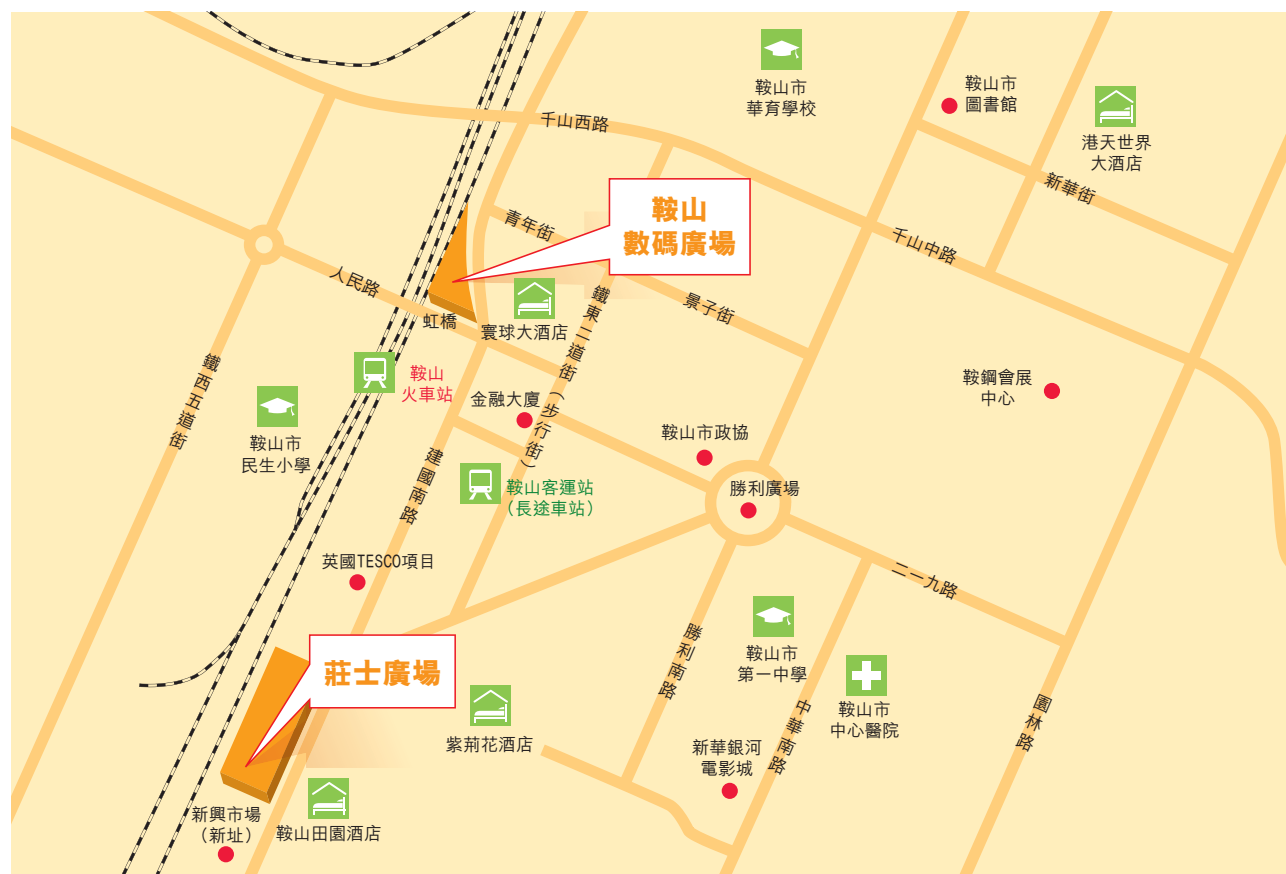 鞍山市
華育學校
鞍山市
圖書館
港天世界
大酒店
千山西路
新華街
鞍山
數碼廣場
青年街
千山中路
人民路
鐵東二道街(步行街)
景子街
虹橋
寰球大酒店
鐵西五道街
鞍山
火車站
金融大廈
鞍鋼會展
中心
鞍山市
民生小學
鞍山市政協
建國南路
鞍山客運站
(長途車站)
勝利廣場
英國TESCO項目
二一九路
勝利南路
鞍山市
第一中學
莊士廣場
鞍山市
中心醫院
中華南路
園林路
紫荊花酒店
新華銀河
電影城
新興市場
(新址)
鞍山田園酒店